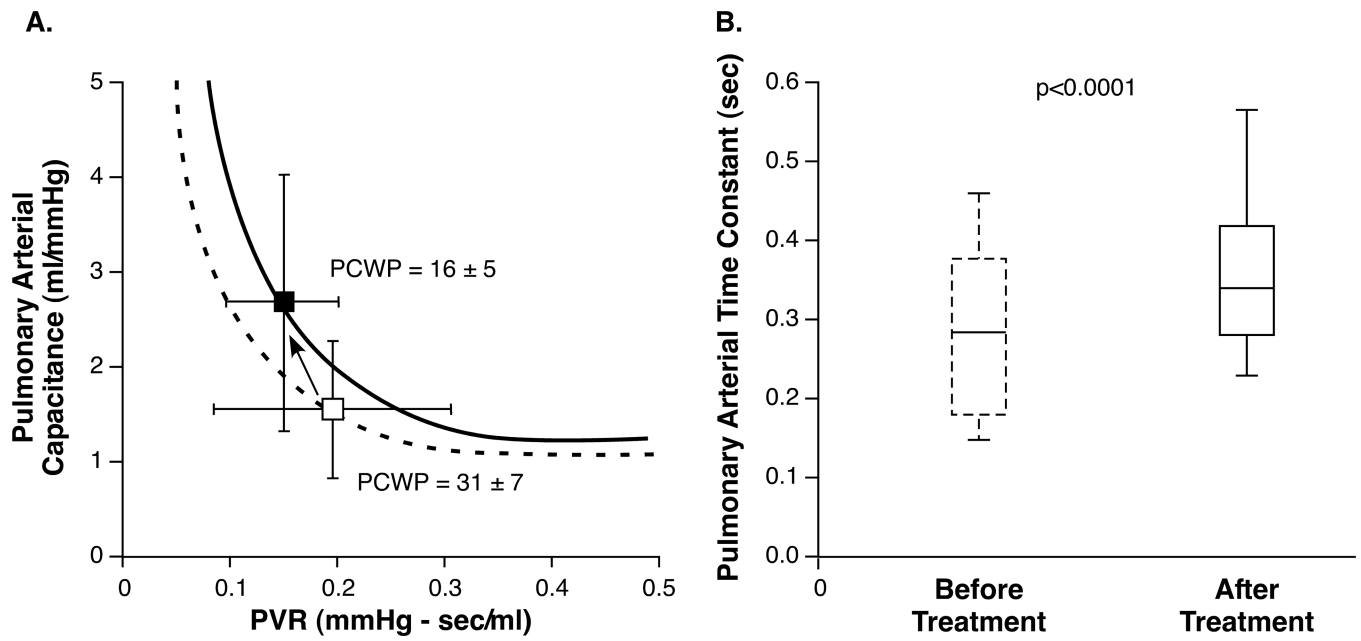 A.
Pulmonary Arterial
Capacitance (ml/mmHg)
5
4
3
2
1
0
PCWP = 16 ± 5
PCWP = 31 ± 7
0
0.1
0.2
0.3
0.4
0.5
PVR (mmHg - sec/ml)
B.
Pulmonary Arterial Time Constant (sec)
0.6
0.5
0.4
0.3
0.2
0.1
0.0
p<0.0001
0
Before
Treatment
After
Treatment